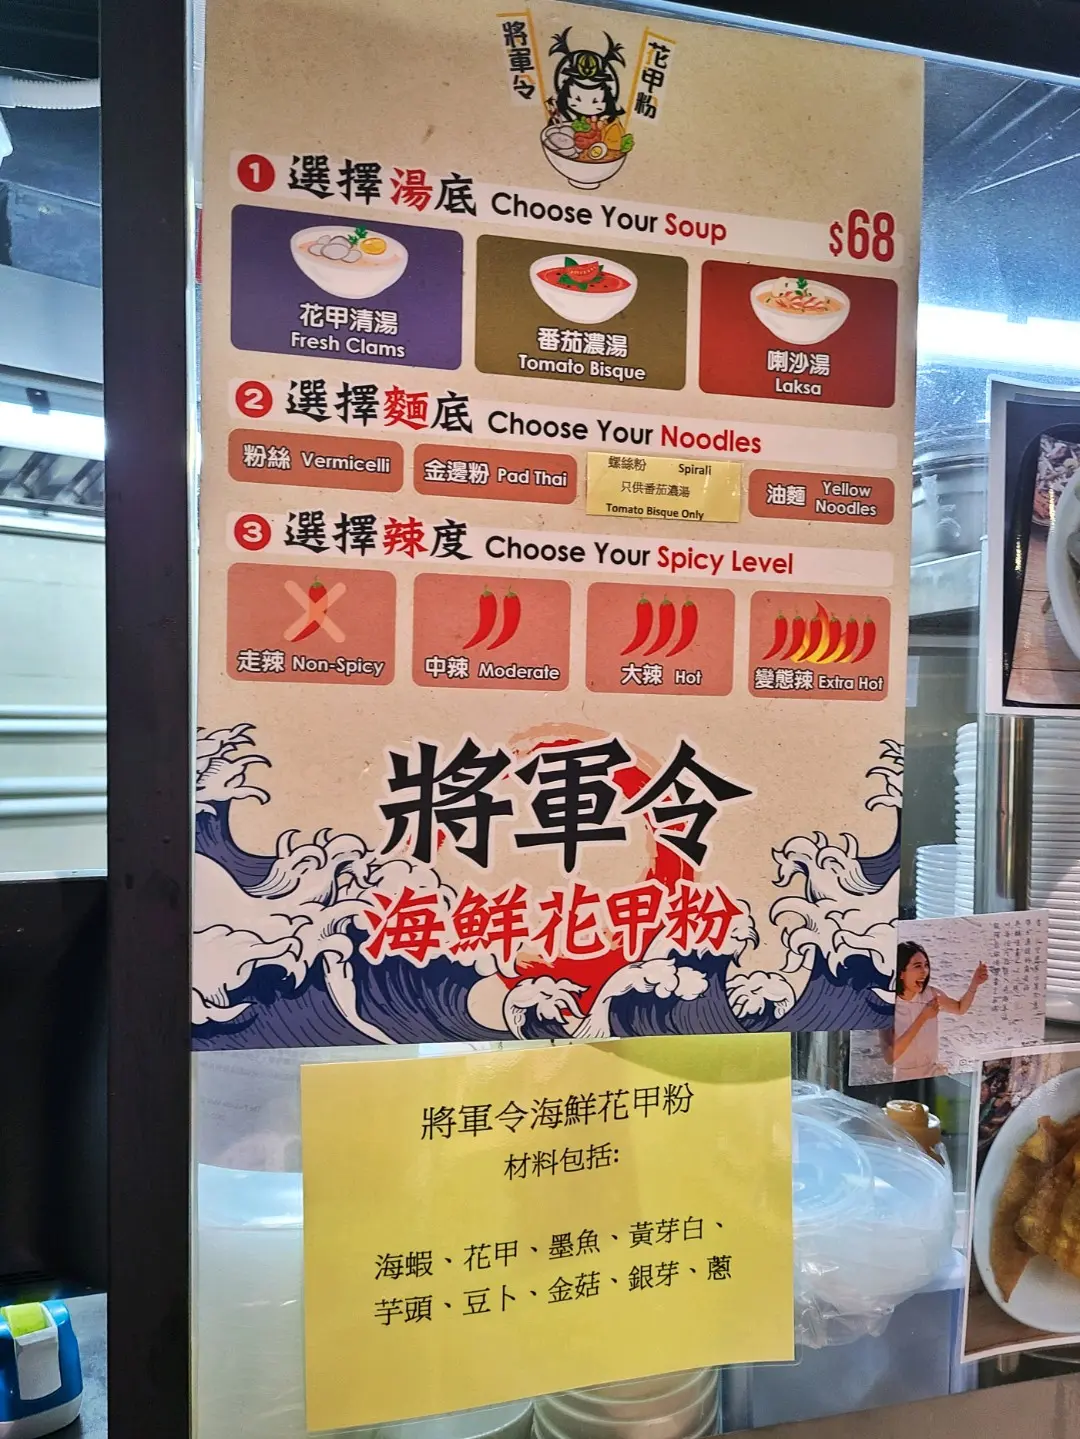 將軍令
花甲粉
1 選擇湯底 Choose Your Soup
$68
花甲清湯
Fresh Clams
番茄濃湯
Tomato Bisque
喇沙湯
Laksa
2 選擇麵底 Choose Your Noodles
粉絲 Vermicelli
金邊粉 Pad Thai
螺絲粉 Spirali
只供番茄濃湯
Tomato Bisque Only
油麵 Yellow
Noodles
3 選擇辣度 Choose Your Spicy Level
走辣 Non-Spicy
中辣 Moderate
大辣 Hot
變態辣 Extra Hot
將軍令
海鮮花甲粉
將軍令海鮮花甲粉
材料包括:
海蝦、花甲、墨魚、黃芽白、
芋頭、豆卜、金菇、銀芽、蔥